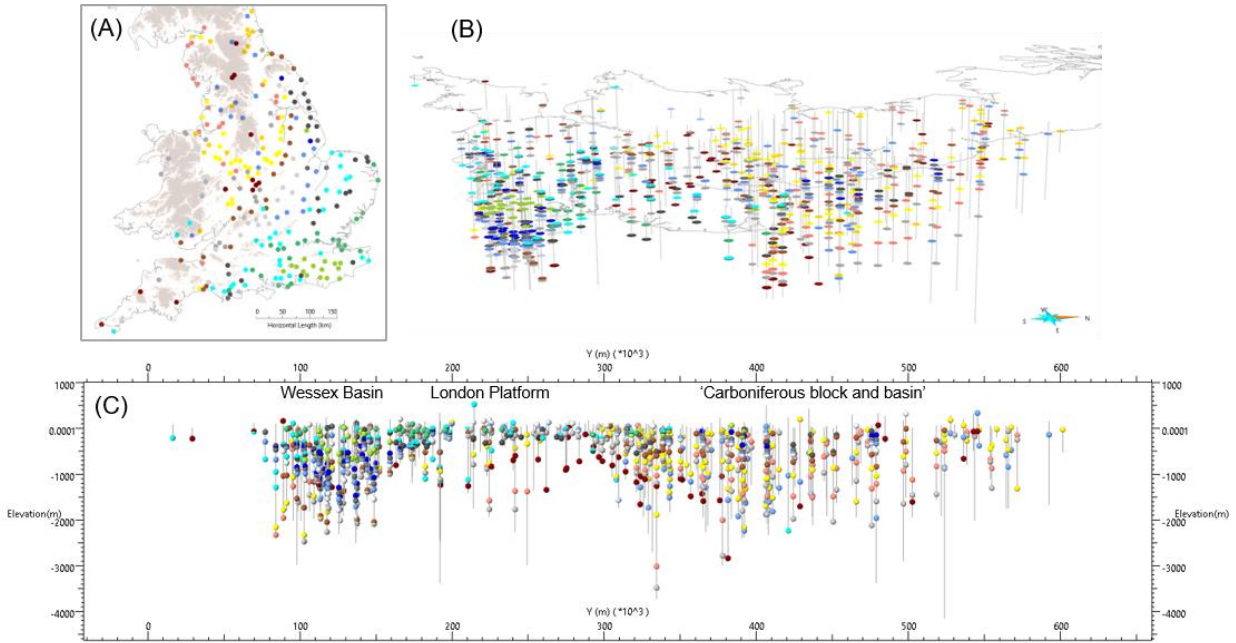 (A)
0 50 100 150
Horizontal Length (km)
(B)
W
S N
E
Y (m) (*10^3)
0 100 200 300 400 500 600
(C)
Wessex Basin London Platform 'Carboniferous block and basin'
1000 1000
0.0001 0.0001
-1000 -1000
Elevation(m) Elevation(m)
-2000 -2000
-3000 -3000
-4000 -4000
Y (m) (*10^3)
0 100 200 300 400 500 600